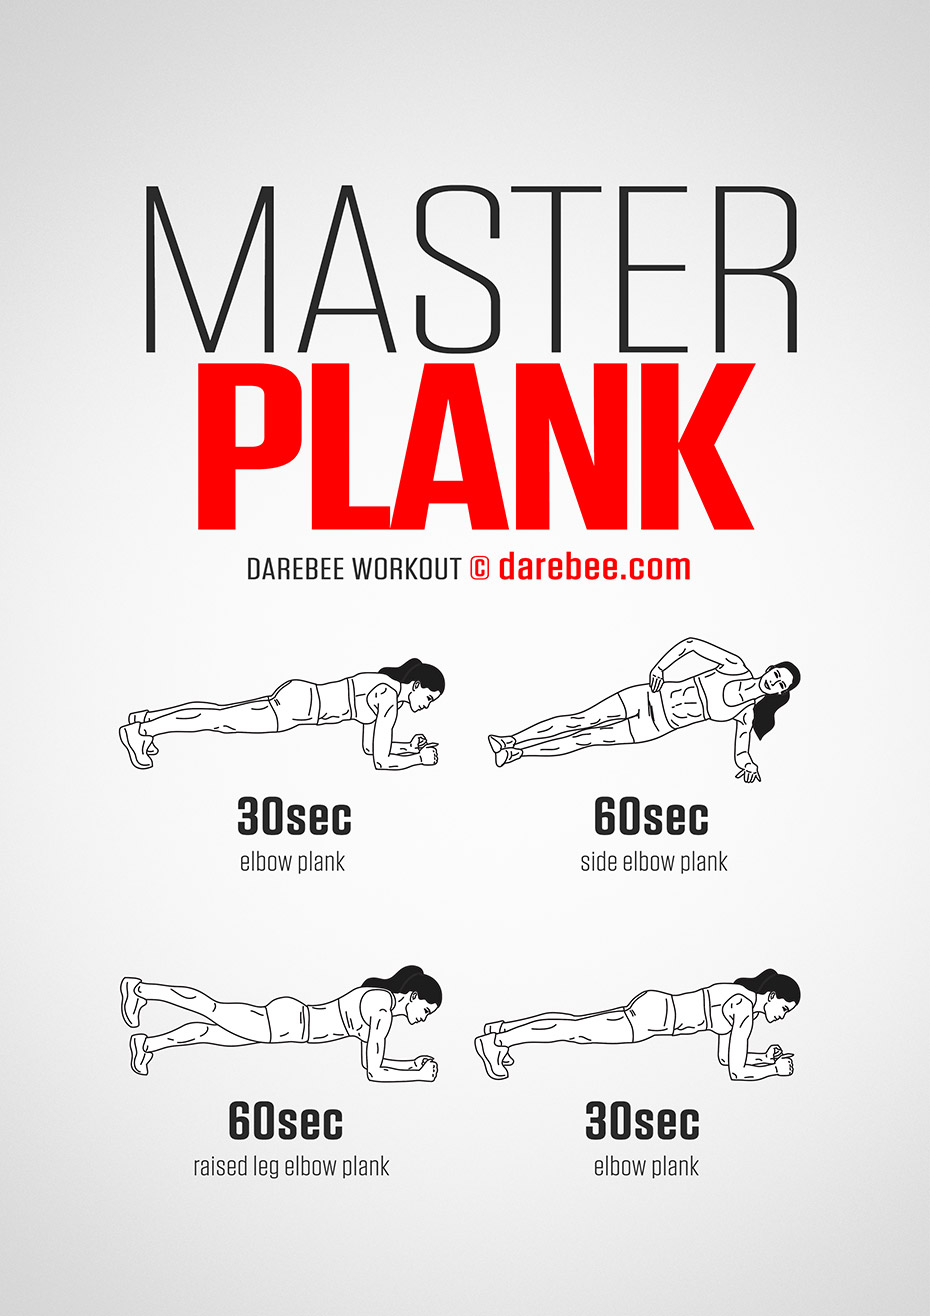 MASTER
PLANK
DAREBEE WORKOUT © darebee.com
30sec
elbow plank
60sec
side elbow plank
60sec
raised leg elbow plank
30sec
elbow plank